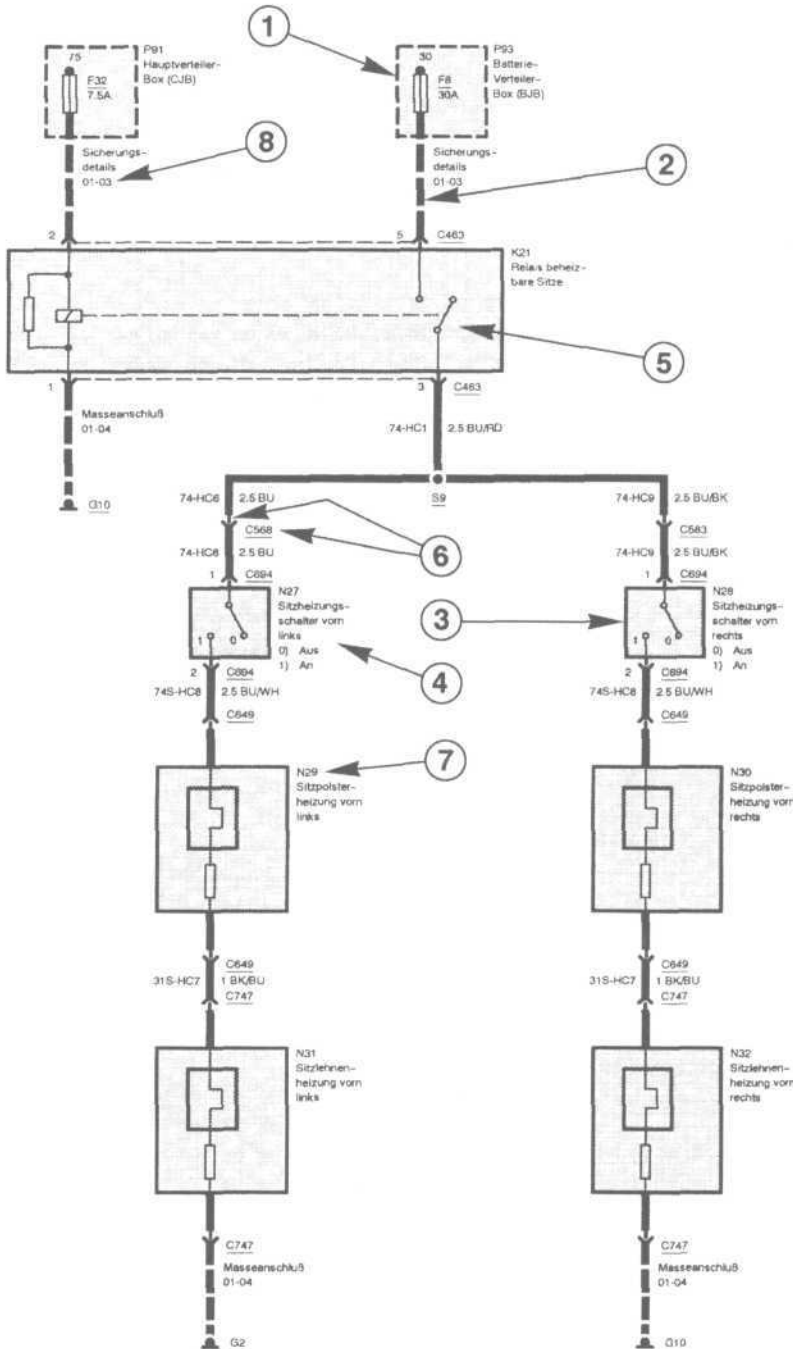 1
P91
Hauptverteiler-
Box (CJB)
75
F32
7.5A
P93
Batterie-
Verteiler-
Box (BJB)
30
F8
30A
8
Sicherungs-
details
01-03
Sicherungs-
details
01-03
2
2
5
C463
K21
Relais beheiz-
bare Sitze
5
1
3
C463
Masseanschluß
01-04
G10
74-HC1
2.5 BU/RD
S9
74-HC6
2.5 BU
74-HC9
2.5 BU/BK
C568
6
C583
74-HC6
2.5 BU
74-HC9
2.5 BU/BK
1
C694
1
C694
N27
Sitzheizungs-
schalter vorn
links
0) Aus
1) An
1
0
3
N28
Sitzheizungs-
schalter vorn
rechts
0) Aus
1) An
1
0
4
2
C694
2
C694
74S-HC8
2.5 BU/WH
74S-HC8
2.5 BU/WH
C649
C649
7
N29
Sitzpolster-
heizung vorn
links
N30
Sitzpolster-
heizung vorn
rechts
C649
C649
31S-HC7
1 BK/BU
31S-HC7
1 BK/BU
C747
C747
N31
Sitzlehnen-
heizung vorn
links
N32
Sitzlehnen-
heizung vorn
rechts
C747
C747
Masseanschluß
01-04
Masseanschluß
01-04
G2
G10